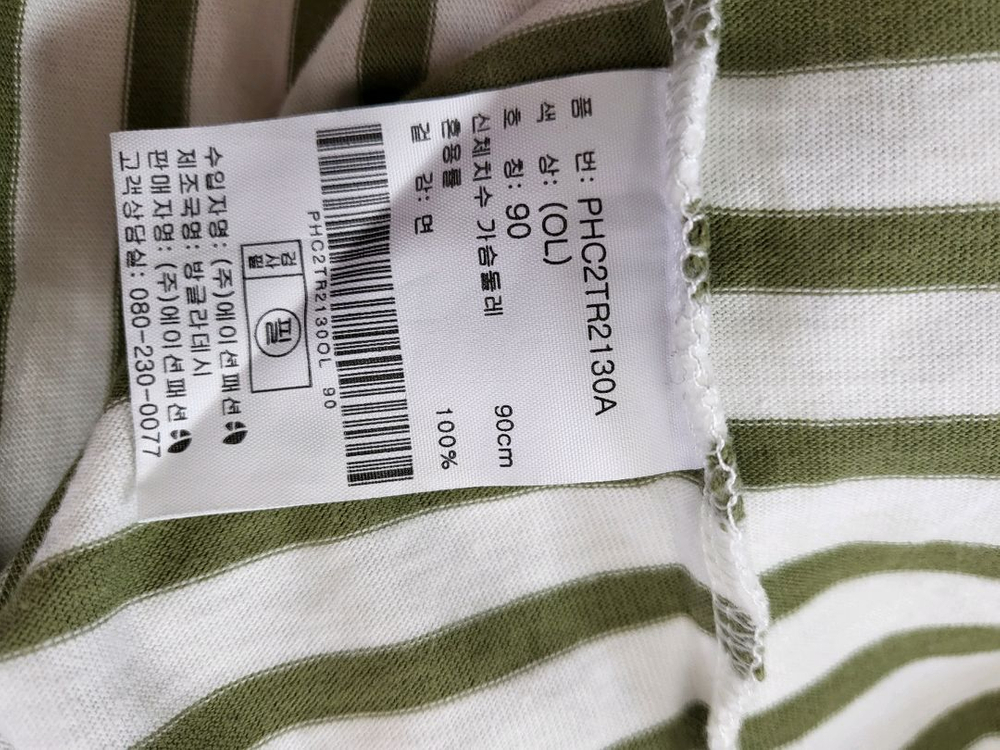 품 번: PHC2TR2130A
색 상: (OL)
호 칭: 90
신체치수 가슴둘레 90cm
혼용률
겉 감: 면 100%
PHC2TR2130OL 90
검사필
필
수입자명: (주)에이션패션
제조국명: 방글라데시
판매자명: (주)에이션패션
고객상담실: 080-230-0077